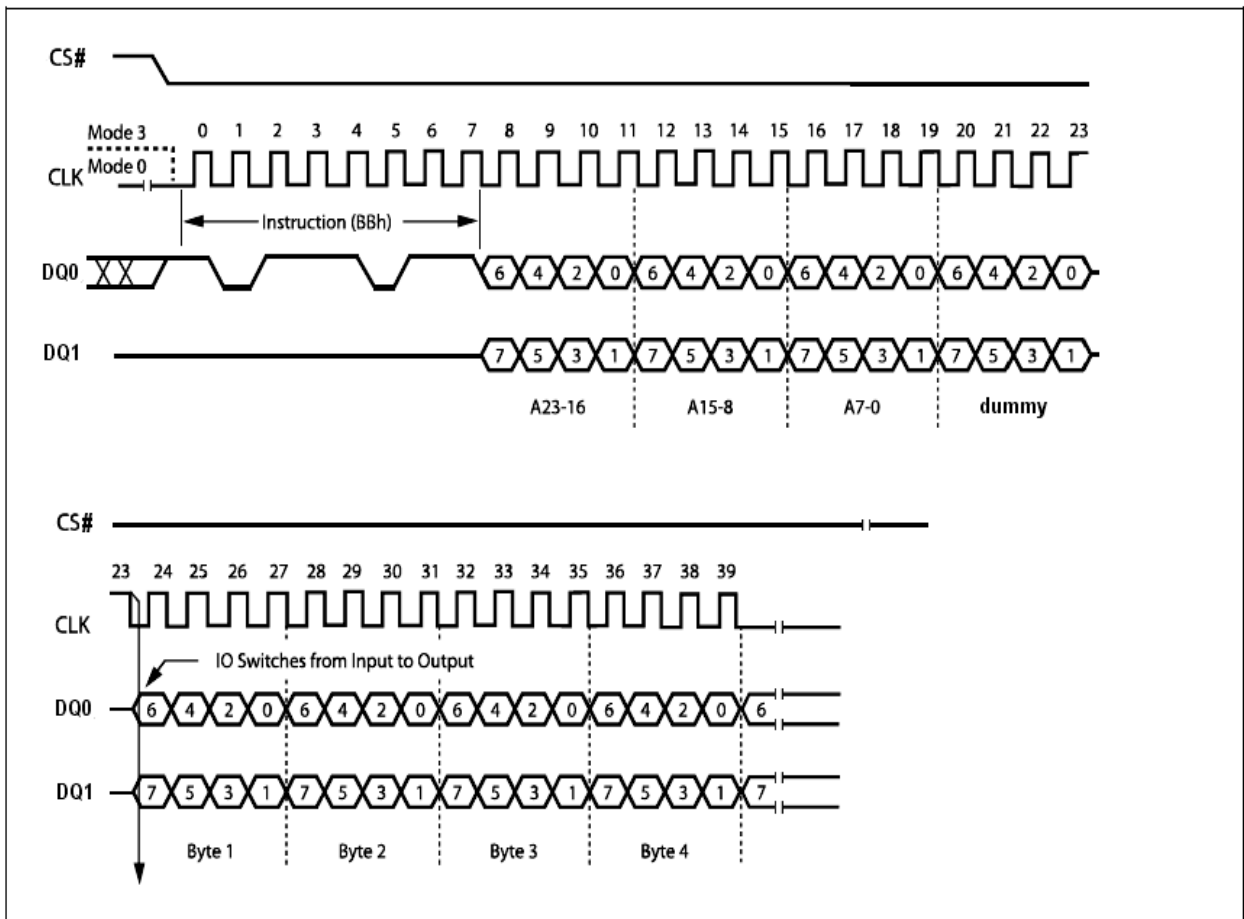 CS#
Mode 3
0 1 2 3 4 5 6 7 8 9 10 11 12 13 14 15 16 17 18 19 20 21 22 23
Mode 0
CLK
Instruction (BBh)
DQ0 6 4 2 0 6 4 2 0 6 4 2 0 6 4 2 0
DQ1 7 5 3 1 7 5 3 1 7 5 3 1 7 5 3 1
A23-16 A15-8 A7-0 dummy
CS#
23 24 25 26 27 28 29 30 31 32 33 34 35 36 37 38 39
CLK
IO Switches from Input to Output
DQ0 6 4 2 0 6 4 2 0 6 4 2 0 6 4 2 0 6
DQ1 7 5 3 1 7 5 3 1 7 5 3 1 7 5 3 1 7
Byte 1 Byte 2 Byte 3 Byte 4